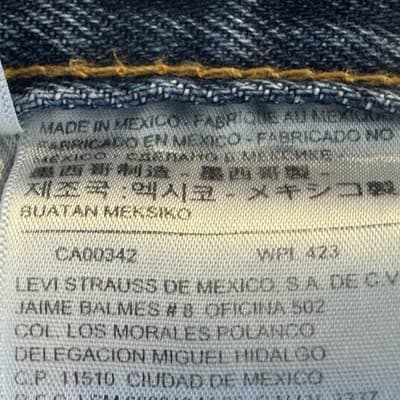 MADE IN MEXICO - FABRIQUE AU MEXIQUE
FABRICADO EN MEXICO - FABRICADO NO
MEXICO. СДЕЛАНО В МЕКСИКЕ -
墨西哥制造 - 墨西哥製 -
제조국 : 멕시코 - メキシコ製
BUATAN MEKSIKO
CA00342 WPL 423
LEVI STRAUSS DE MEXICO, S.A. DE C.V
JAIME BALMES # 8 OFICINA 502
COL. LOS MORALES POLANCO
DELEGACION MIGUEL HIDALGO
C.P. 11510 CIUDAD DE MEXICO